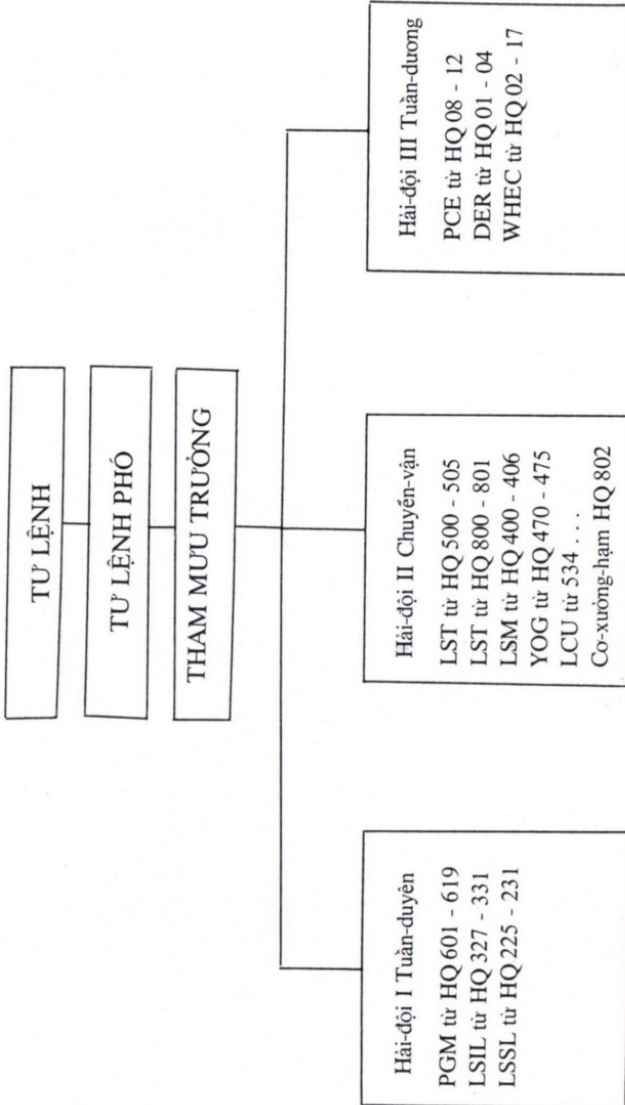 TƯ LỆNH
TƯ LỆNH PHÓ
THAM MƯU TRƯỞNG
Hải-đội I Tuần-duyên
PGM từ HQ 601 - 619
LSIL từ HQ 327 - 331
LSSL từ HQ 225 - 231
Hải-đội II Chuyển-vận
LST từ HQ 500 - 505
LST từ HQ 800 - 801
LSM từ HQ 400 - 406
YOG từ HQ 470 - 475
LCU từ 534 . . .
Cơ-xưởng-hạm HQ 802
Hải-đội III Tuần-dương
PCE từ HQ 08 - 12
DER từ HQ 01 - 04
WHEC từ HQ 02 - 17